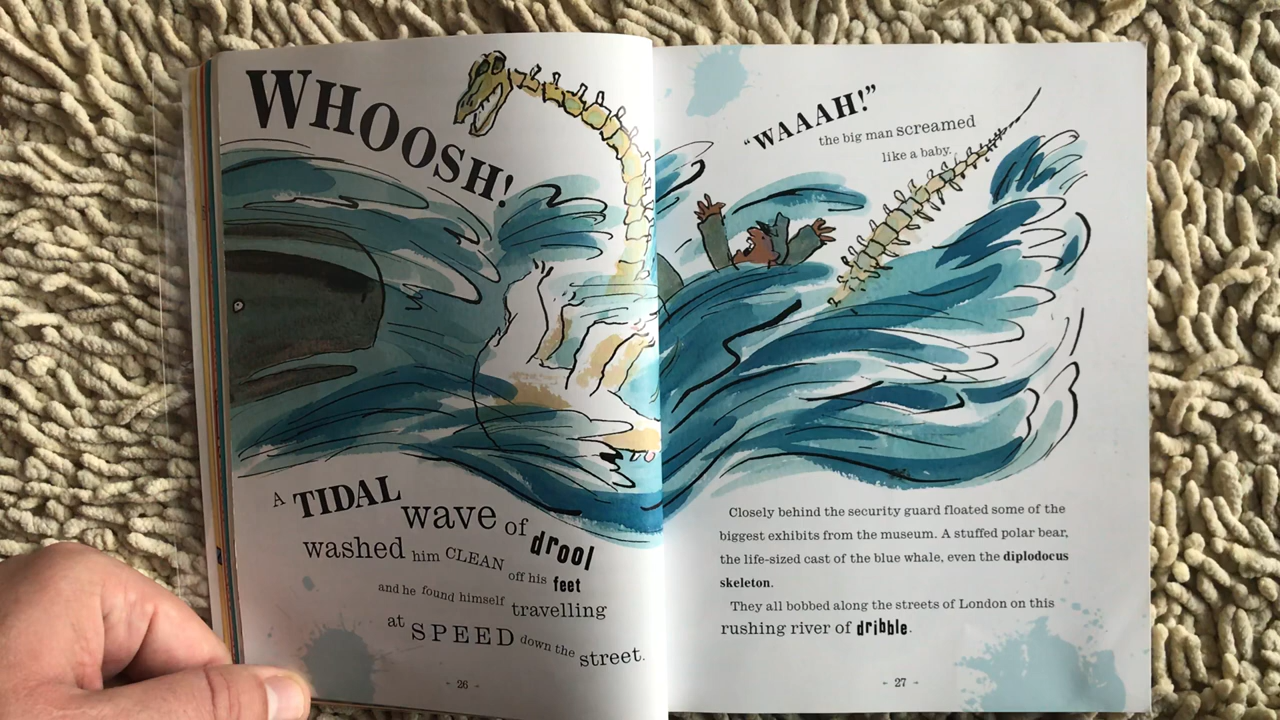 WHOOSH!
A TIDAL wave of drool
washed him CLEAN off his feet
and he found himself travelling
at SPEED down the street.
- 26 -
"WAAAH!"
the big man screamed
like a baby.
Closely behind the security guard floated some of the
biggest exhibits from the museum. A stuffed polar bear,
the life-sized cast of the blue whale, even the diplodocus
skeleton.
They all bobbed along the streets of London on this
rushing river of dribble.
- 27 -